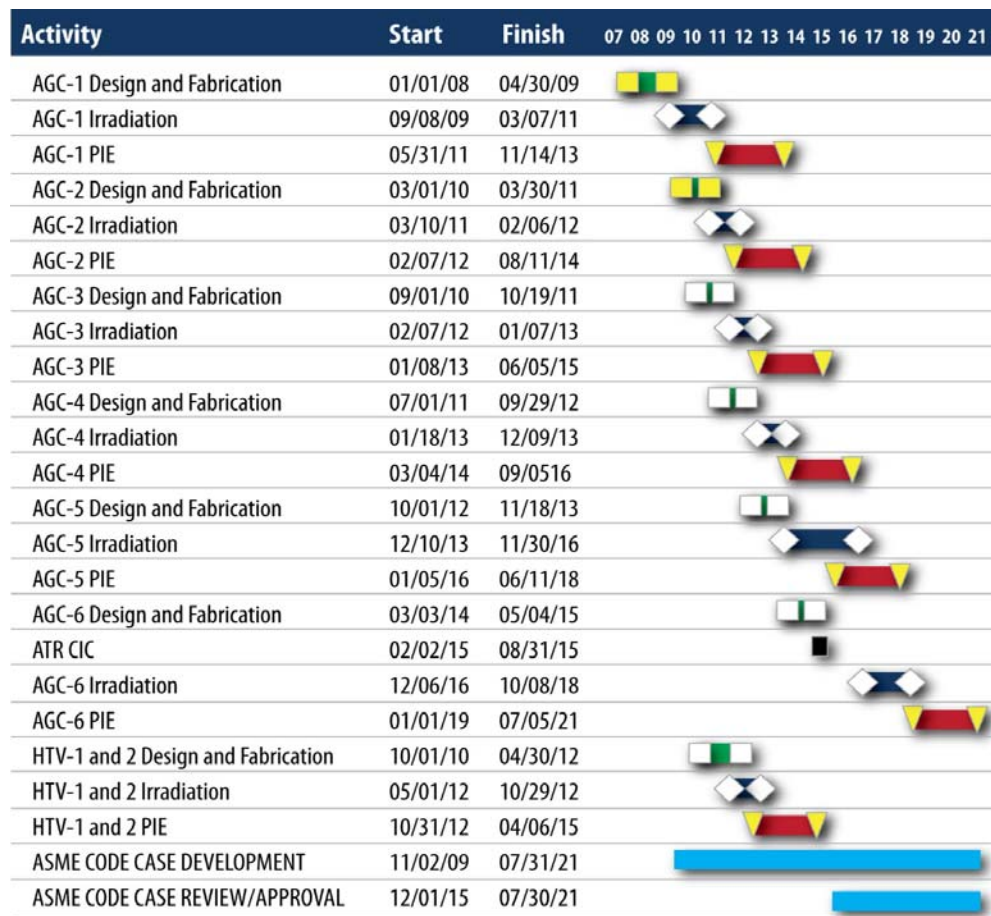 Activity Start Finish 07 08 09 10 11 12 13 14 15 16 17 18 19 20 21
AGC-1 Design and Fabrication 01/01/08 04/30/09
AGC-1 Irradiation 09/08/09 03/07/11
AGC-1 PIE 05/31/11 11/14/13
AGC-2 Design and Fabrication 03/01/10 03/30/11
AGC-2 Irradiation 03/10/11 02/06/12
AGC-2 PIE 02/07/12 08/11/14
AGC-3 Design and Fabrication 09/01/10 10/19/11
AGC-3 Irradiation 02/07/12 01/07/13
AGC-3 PIE 01/08/13 06/05/15
AGC-4 Design and Fabrication 07/01/11 09/29/12
AGC-4 Irradiation 01/18/13 12/09/13
AGC-4 PIE 03/04/14 09/0516
AGC-5 Design and Fabrication 10/01/12 11/18/13
AGC-5 Irradiation 12/10/13 11/30/16
AGC-5 PIE 01/05/16 06/11/18
AGC-6 Design and Fabrication 03/03/14 05/04/15
ATR CIC 02/02/15 08/31/15
AGC-6 Irradiation 12/06/16 10/08/18
AGC-6 PIE 01/01/19 07/05/21
HTV-1 and 2 Design and Fabrication 10/01/10 04/30/12
HTV-1 and 2 Irradiation 05/01/12 10/29/12
HTV-1 and 2 PIE 10/31/12 04/06/15
ASME CODE CASE DEVELOPMENT 11/02/09 07/31/21
ASME CODE CASE REVIEW/APPROVAL 12/01/15 07/30/21